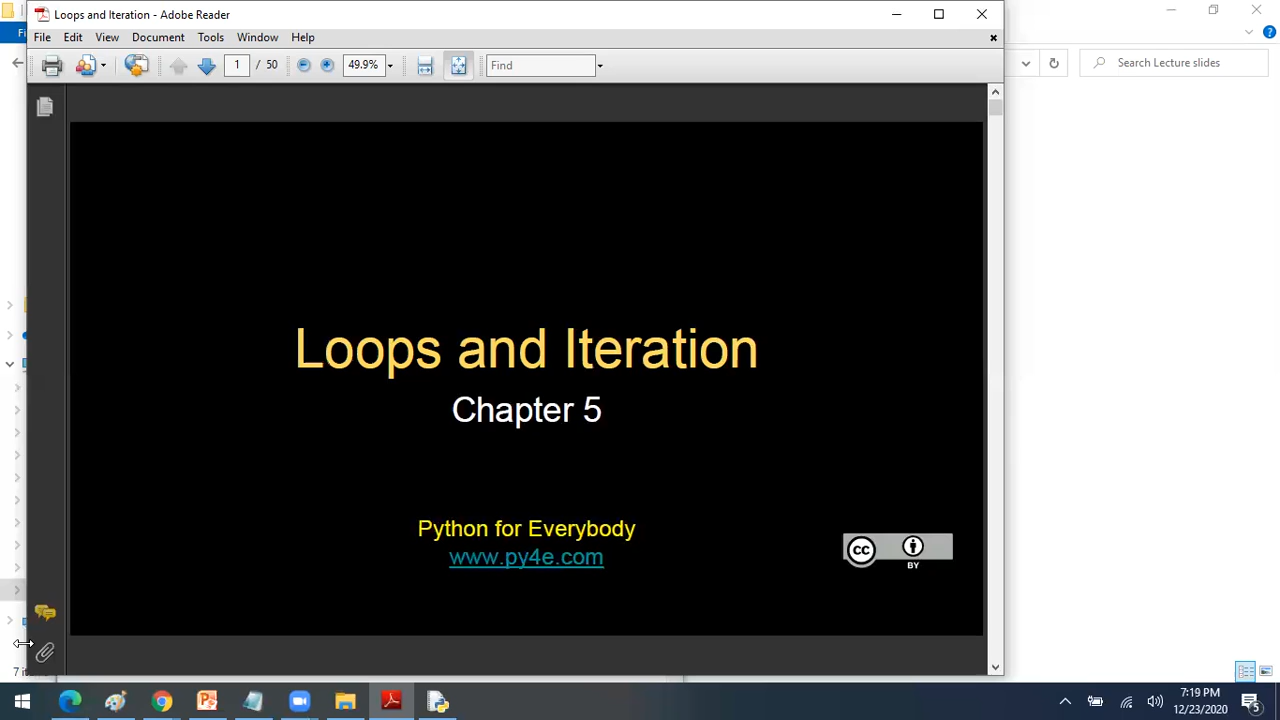 Loops and Iteration - Adobe Reader
File Edit View Document Tools Window Help
1 / 50 49.9% Find
Search Lecture slides
Loops and Iteration
Chapter 5
Python for Everybody
www.py4e.com
cc
BY
7:19 PM
12/23/2020
5